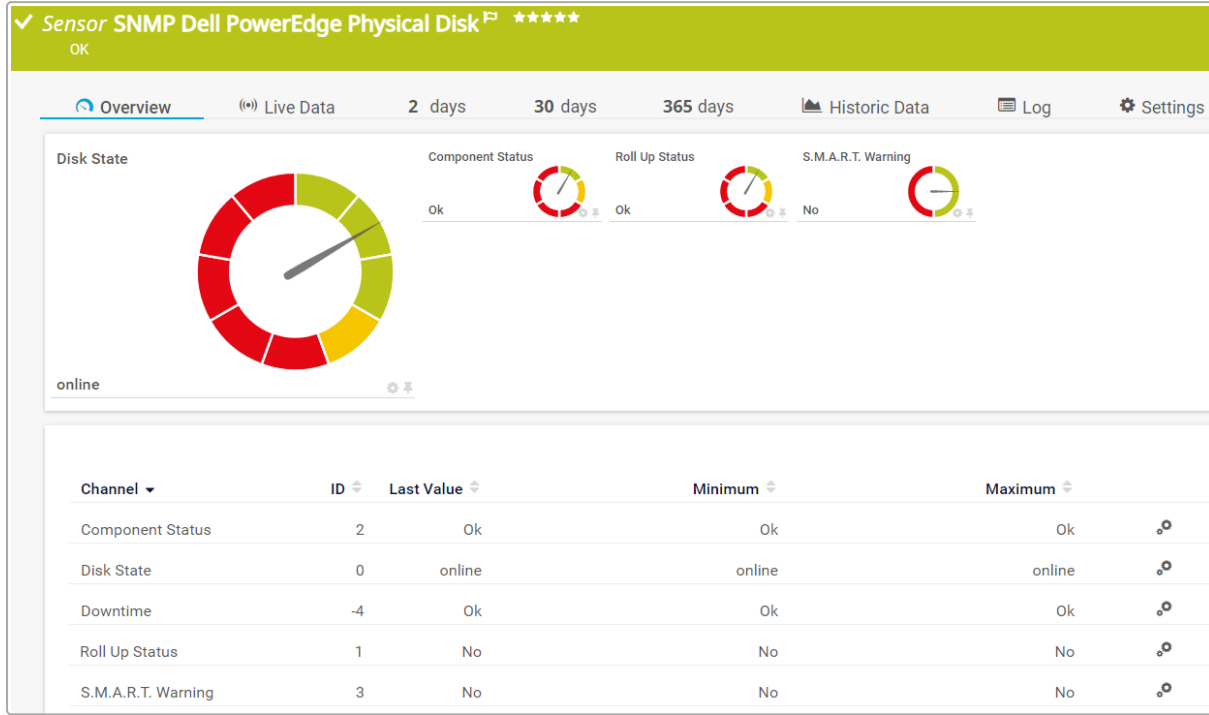 Sensor SNMP Dell PowerEdge Physical Disk
OK
Overview Live Data 2 days 30 days 365 days Historic Data Log Settings
Disk State
Component Status Roll Up Status S.M.A.R.T. Warning
Ok Ok No
online
Channel ID Last Value Minimum Maximum
Component Status 2 Ok Ok Ok
Disk State 0 online online online
Downtime -4 Ok Ok Ok
Roll Up Status 1 No No No
S.M.A.R.T. Warning 3 No No No